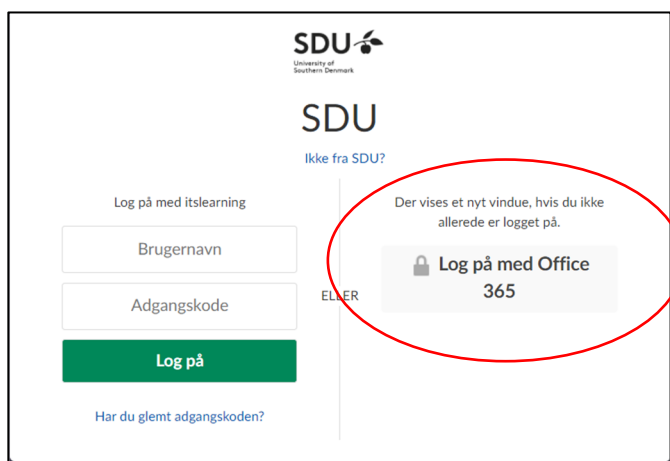 SDU
University of
Southern Denmark
SDU
Ikke fra SDU?
Log på med itslearning
Brugernavn
Adgangskode
Log på
Har du glemt adgangskoden?
ELLER
Der vises et nyt vindue, hvis du ikke
allerede er logget på.
Log på med Office
365